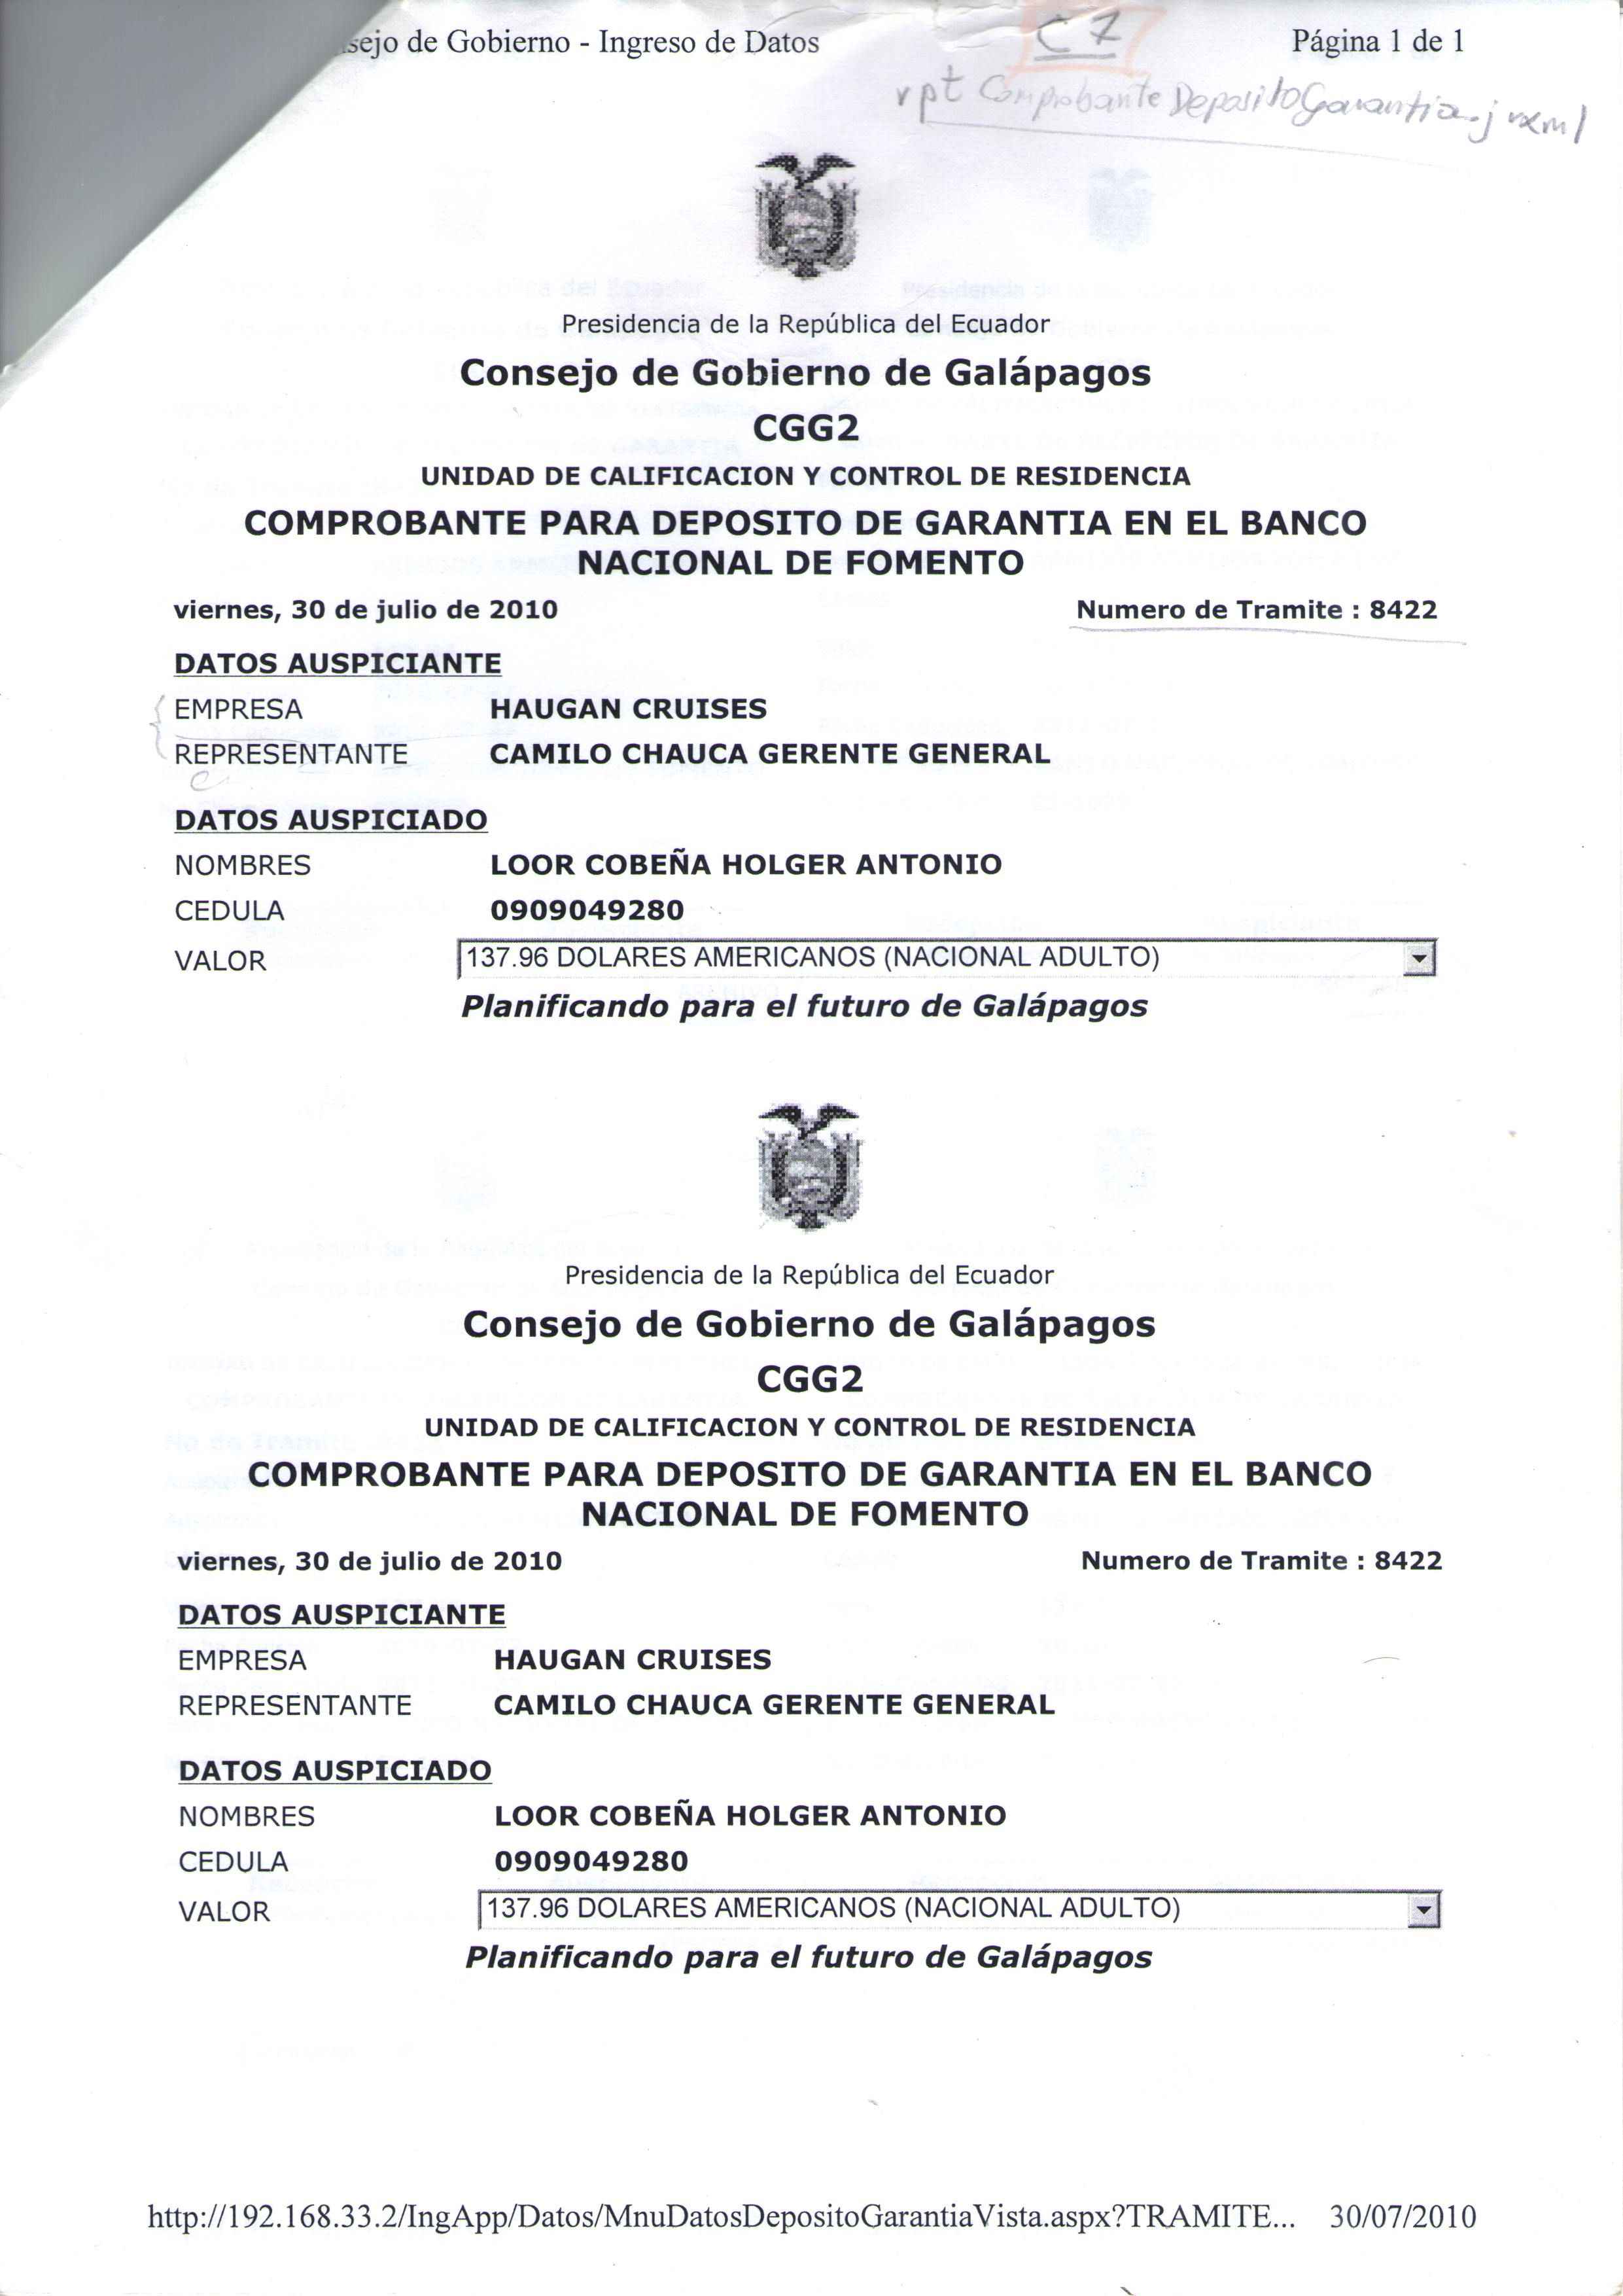 sejo de Gobierno - Ingreso de Datos
Página 1 de 1
C7
rpt ComprobanteDepositoGarantia.jrxml
Presidencia de la República del Ecuador
Consejo de Gobierno de Galápagos
CGG2
UNIDAD DE CALIFICACION Y CONTROL DE RESIDENCIA
COMPROBANTE PARA DEPOSITO DE GARANTIA EN EL BANCO
NACIONAL DE FOMENTO
viernes, 30 de julio de 2010 Numero de Tramite : 8422
DATOS AUSPICIANTE
EMPRESA HAUGAN CRUISES
REPRESENTANTE CAMILO CHAUCA GERENTE GENERAL
DATOS AUSPICIADO
NOMBRES LOOR COBEÑA HOLGER ANTONIO
CEDULA 0909049280
VALOR 137.96 DOLARES AMERICANOS (NACIONAL ADULTO)
Planificando para el futuro de Galápagos
Presidencia de la República del Ecuador
Consejo de Gobierno de Galápagos
CGG2
UNIDAD DE CALIFICACION Y CONTROL DE RESIDENCIA
COMPROBANTE PARA DEPOSITO DE GARANTIA EN EL BANCO
NACIONAL DE FOMENTO
viernes, 30 de julio de 2010 Numero de Tramite : 8422
DATOS AUSPICIANTE
EMPRESA HAUGAN CRUISES
REPRESENTANTE CAMILO CHAUCA GERENTE GENERAL
DATOS AUSPICIADO
NOMBRES LOOR COBEÑA HOLGER ANTONIO
CEDULA 0909049280
VALOR 137.96 DOLARES AMERICANOS (NACIONAL ADULTO)
Planificando para el futuro de Galápagos
http://192.168.33.2/IngApp/Datos/MnuDatosDepositoGarantiaVista.aspx?TRAMITE... 30/07/2010